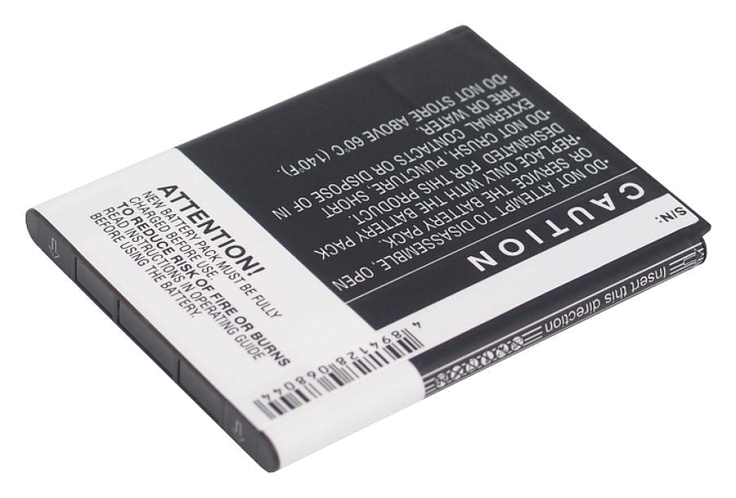 CAUTION
•DO NOT ATTEMPT TO DISASSEMBLE, OPEN
OR SERVICE THE BATTERY PACK.
•REPLACE ONLY WITH THE BATTERY PACK
DESIGNATED FOR THIS PRODUCT.
•DO NOT CRUSH, PUNCTURE, SHORT
EXTERNAL CONTACTS OR DISPOSE OF IN
FIRE OR WATER.
•DO NOT STORE ABOVE 60°C (140°F).
S/N:
ATTENTION!
NEW BATTERY PACK MUST BE FULLY
CHARGED BEFORE USE.
TO REDUCE RISK OF FIRE OR BURNS
READ INSTRUCTIONS IN OPERATING GUIDE
BEFORE USING THE BATTERY.
4894128068044
Insert this direction